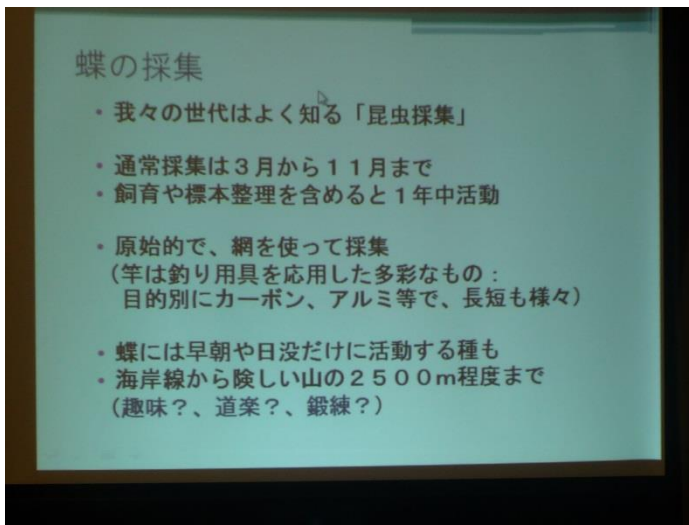 蝶の採集
・我々の世代はよく知る「昆虫採集」
・通常採集は３月から１１月まで
・飼育や標本整理を含めると１年中活動
・原始的で、網を使って採集
（竿は釣り用具を応用した多彩なもの：
目的別にカーボン、アルミ等で、長短も様々）
・蝶には早朝や日没だけに活動する種も
・海岸線から険しい山の２５００ｍ程度まで
（趣味？、道楽？、鍛練？）